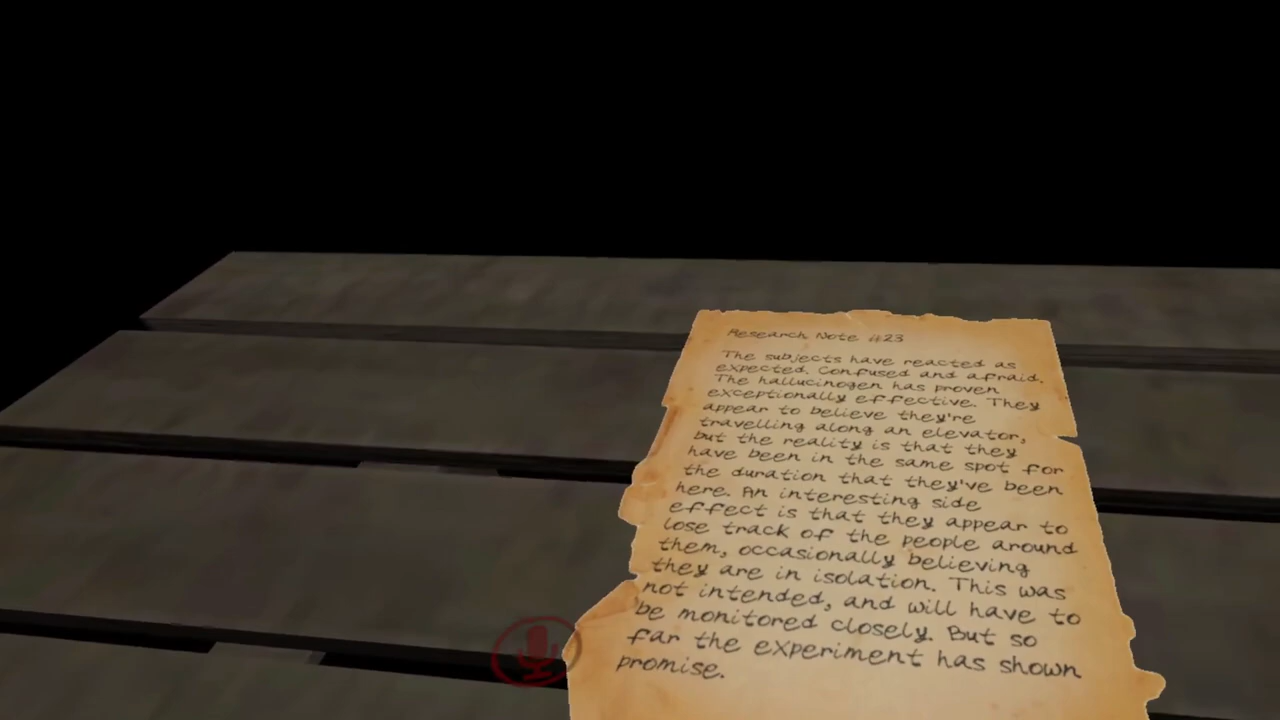 Research Note #23
The subjects have reacted as
expected. Confused and afraid.
The hallucinogen has proven
exceptionally effective. They
appear to believe they're
travelling along an elevator,
but the reality is that they
have been in the same spot for
the duration that they've been
here. An interesting side
effect is that they appear to
lose track of the people around
them, occasionally believing
they are in isolation. This was
not intended, and will have to
be monitored closely. But so
far the experiment has shown
promise.